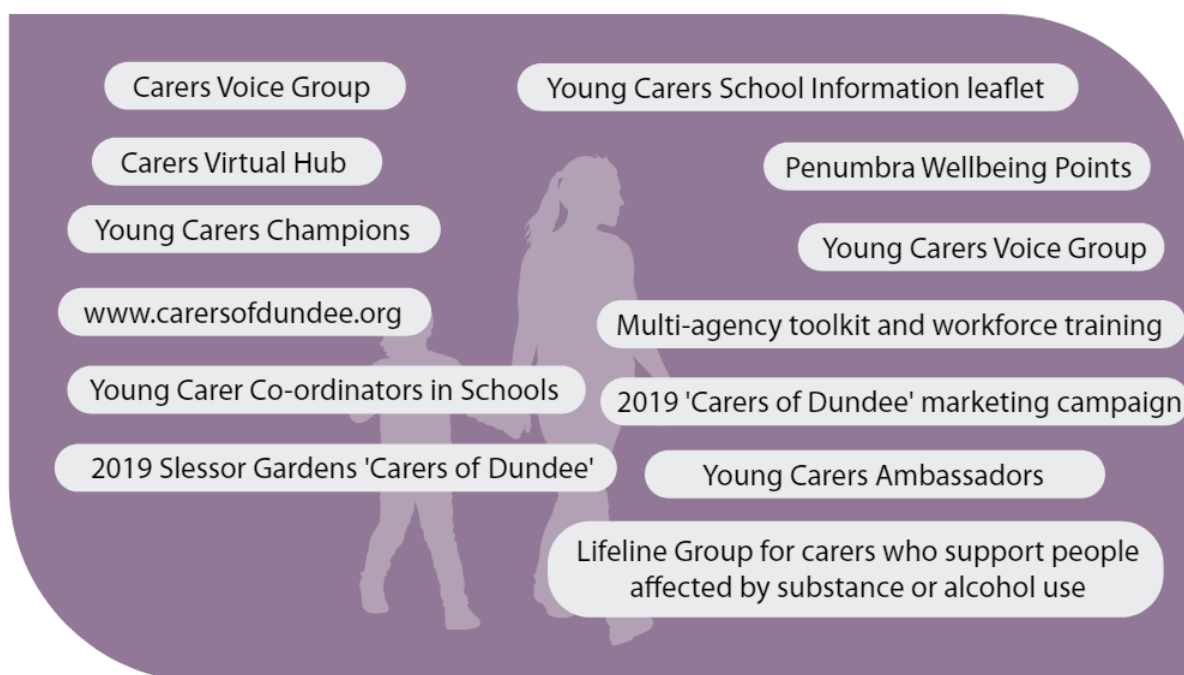 Carers Voice Group
Young Carers School Information leaflet
Carers Virtual Hub
Penumbra Wellbeing Points
Young Carers Champions
Young Carers Voice Group
www.carersofdundee.org
Multi-agency toolkit and workforce training
Young Carer Co-ordinators in Schools
2019 'Carers of Dundee' marketing campaign
2019 Slessor Gardens 'Carers of Dundee'
Young Carers Ambassadors
Lifeline Group for carers who support people
affected by substance or alcohol use